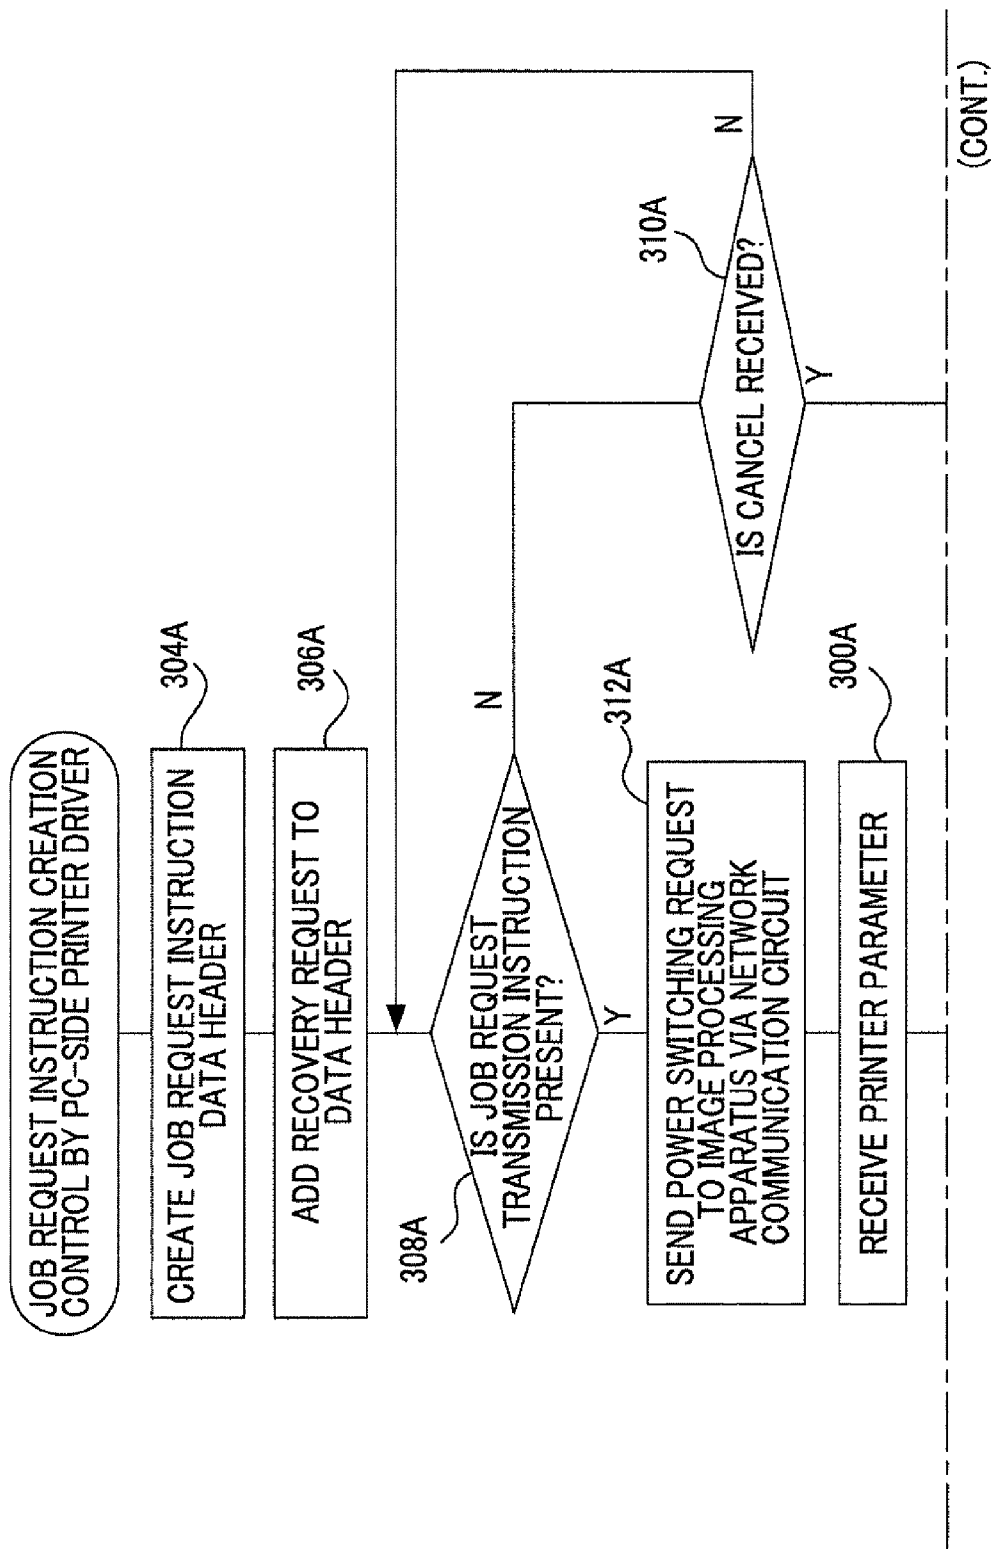 JOB REQUEST INSTRUCTION CREATION
CONTROL BY PC-SIDE PRINTER DRIVER
304A
CREATE JOB REQUEST INSTRUCTION
DATA HEADER
306A
ADD RECOVERY REQUEST TO
DATA HEADER
308A
IS JOB REQUEST
TRANSMISSION INSTRUCTION
PRESENT?
N
Y
310A
IS CANCEL RECEIVED?
N
Y
312A
SEND POWER SWITCHING REQUEST
TO IMAGE PROCESSING
APPARATUS VIA NETWORK
COMMUNICATION CIRCUIT
300A
RECEIVE PRINTER PARAMETER
(CONT.)